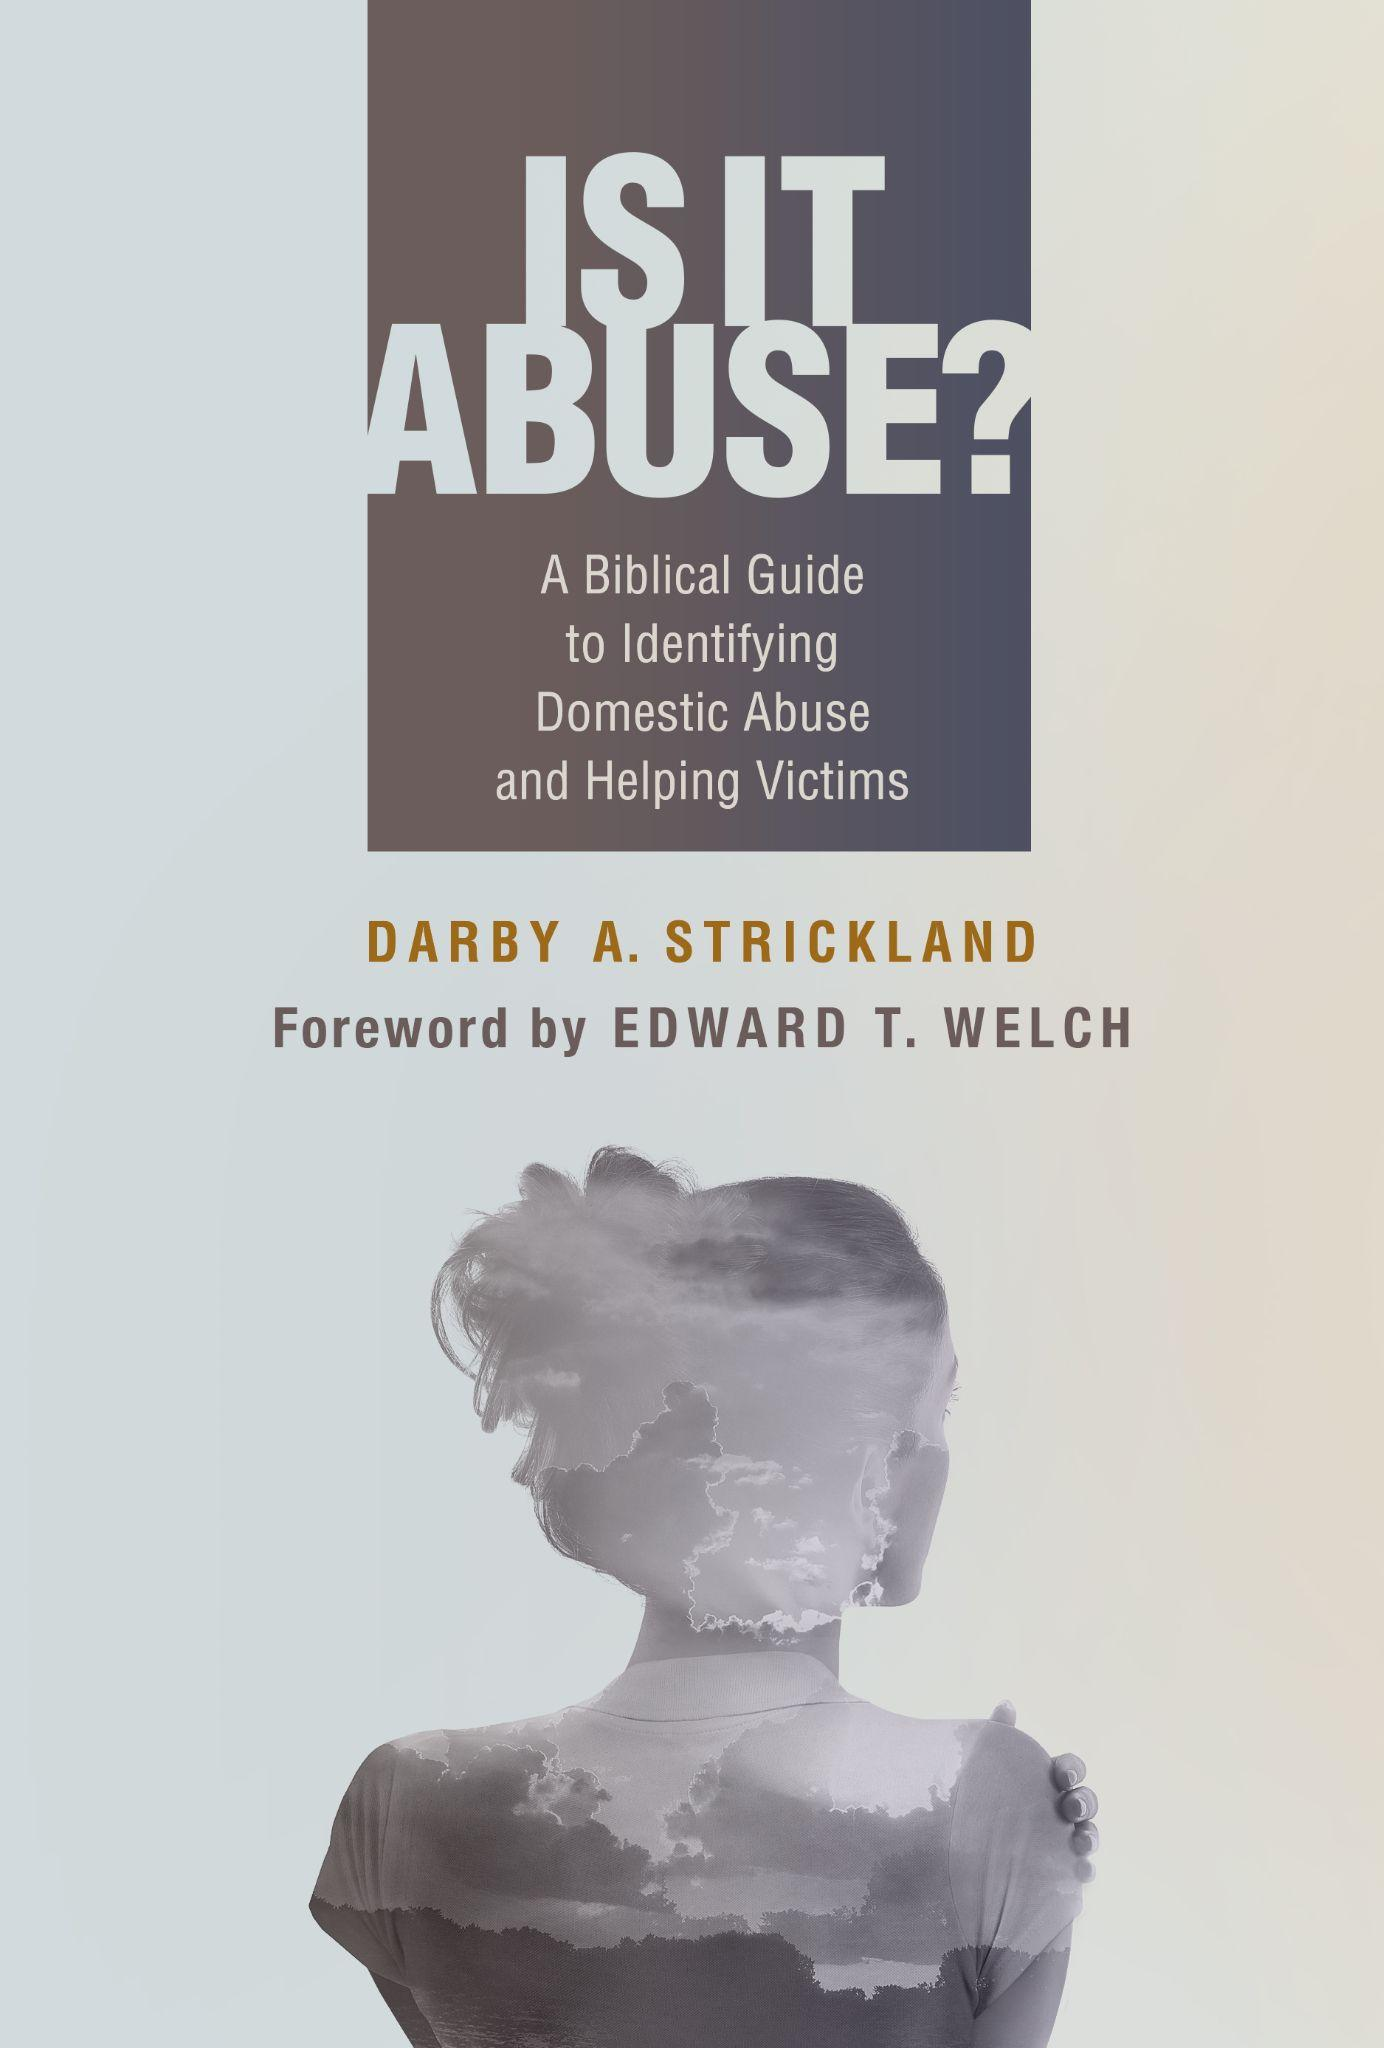 IS IT
ABUSE?
A Biblical Guide
to Identifying
Domestic Abuse
and Helping Victims
DARBY A. STRICKLAND
Foreword by EDWARD T. WELCH